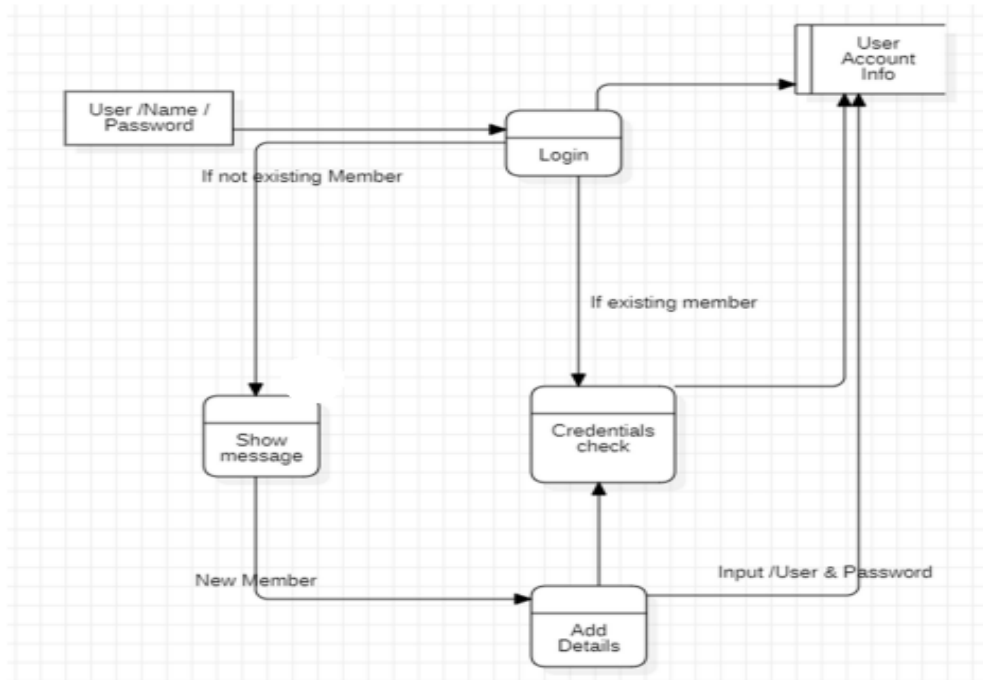 User
Account
Info
User /Name /
Password
Login
If not existing Member
If existing member
Show
message
Credentials
check
New Member
Input /User & Password
Add
Details